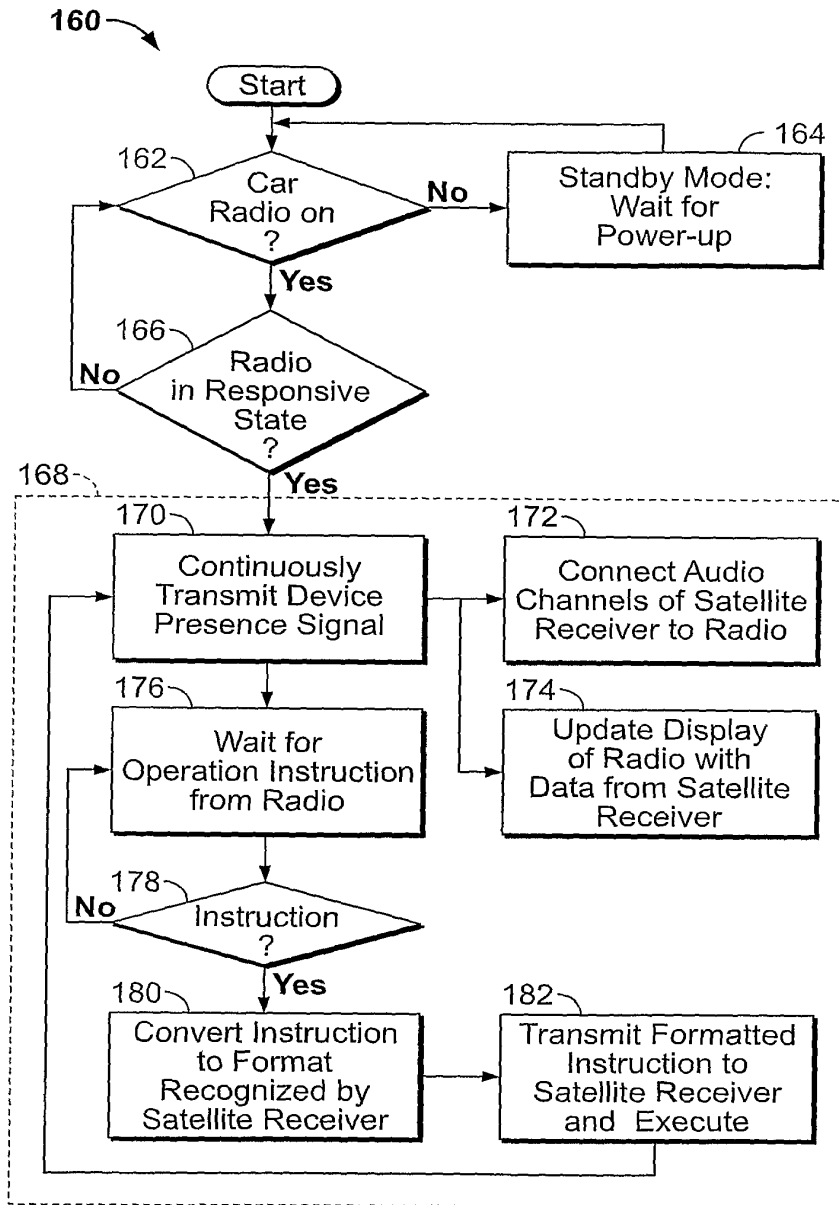 160
Start
162
Car
Radio on
?
No
Yes
164
Standby Mode:
Wait for
Power-up
166
Radio
in Responsive
State
?
No
Yes
168
170
Continuously
Transmit Device
Presence Signal
172
Connect Audio
Channels of Satellite
Receiver to Radio
174
Update Display
of Radio with
Data from Satellite
Receiver
176
Wait for
Operation Instruction
from Radio
178
Instruction
?
No
Yes
180
Convert Instruction
to Format
Recognized by
Satellite Receiver
182
Transmit Formatted
Instruction to
Satellite Receiver
and Execute